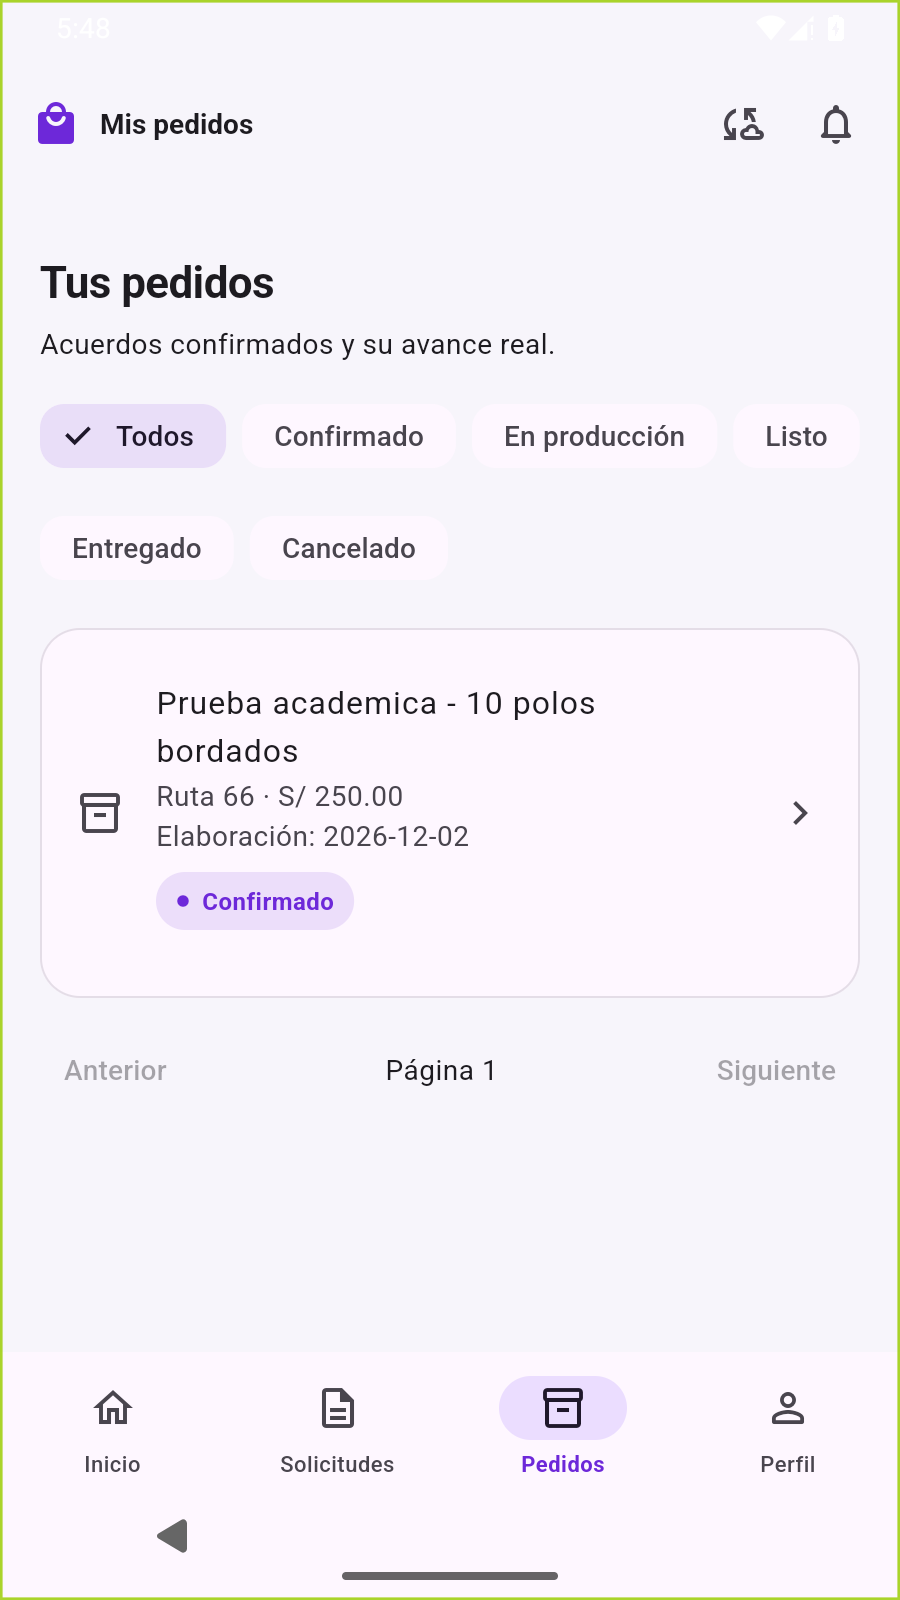 5:48
Mis pedidos
Tus pedidos
Acuerdos confirmados y su avance real.
Todos Confirmado En producción Listo
Entregado Cancelado
Prueba academica - 10 polos
bordados
Ruta 66 · S/ 250.00
Elaboración: 2026-12-02
Confirmado
Anterior Página 1 Siguiente
Inicio Solicitudes Pedidos Perfil